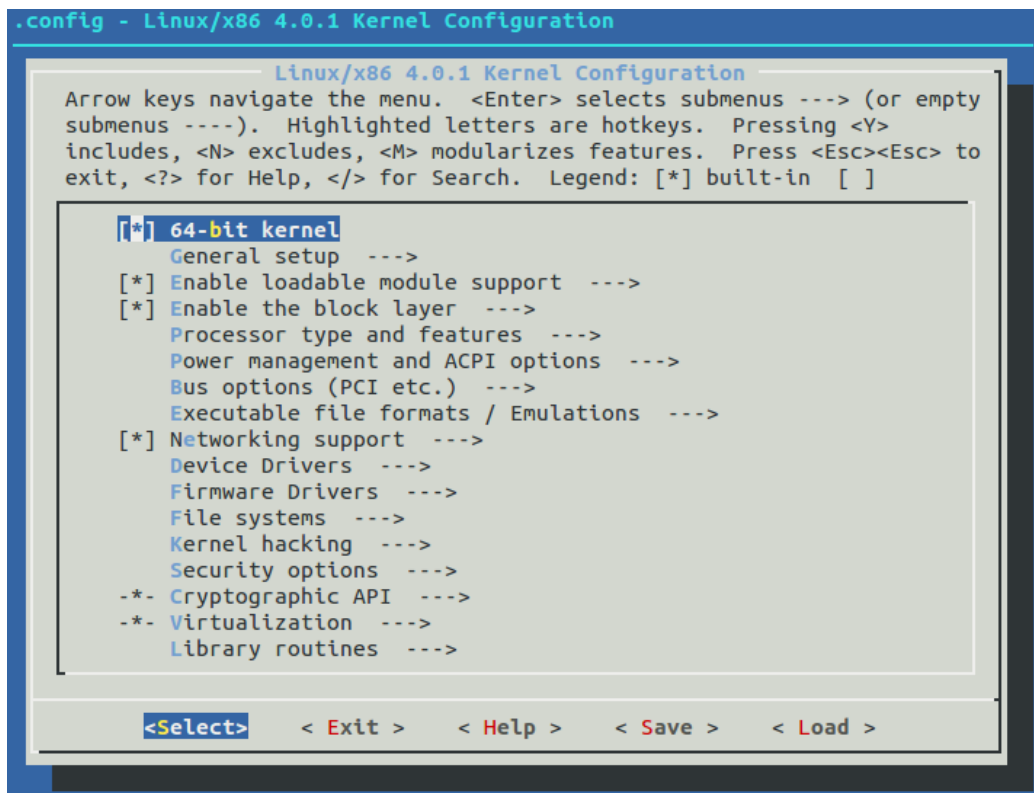 .config - Linux/x86 4.0.1 Kernel Configuration
Linux/x86 4.0.1 Kernel Configuration
Arrow keys navigate the menu.  <Enter> selects submenus ---> (or empty
submenus ----).  Highlighted letters are hotkeys.  Pressing <Y>
includes, <N> excludes, <M> modularizes features.  Press <Esc><Esc> to
exit, <?> for Help, </> for Search.  Legend: [*] built-in  [ ]
[*] 64-bit kernel
General setup  --->
[*] Enable loadable module support  --->
[*] Enable the block layer  --->
Processor type and features  --->
Power management and ACPI options  --->
Bus options (PCI etc.)  --->
Executable file formats / Emulations  --->
[*] Networking support  --->
Device Drivers  --->
Firmware Drivers  --->
File systems  --->
Kernel hacking  --->
Security options  --->
-*- Cryptographic API  --->
-*- Virtualization  --->
Library routines  --->
<Select>    < Exit >    < Help >    < Save >    < Load >